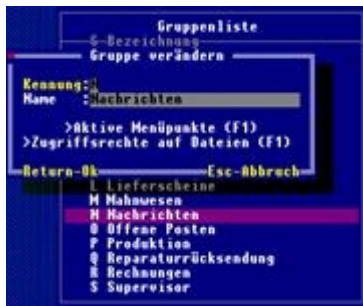 Gruppenliste
G Bezeichnung
Gruppe verändern
Kennung:
Name :Nachrichten
>Aktive Menüpunkte (F1)
>Zugriffsrechte auf Dateien (F1)
Return-Ok Esc-Abbruch
L Lieferscheine
M Mahnwesen
N Nachrichten
O Offene Posten
P Produktion
Q Reparaturrücksendung
R Rechnungen
S Supervisor